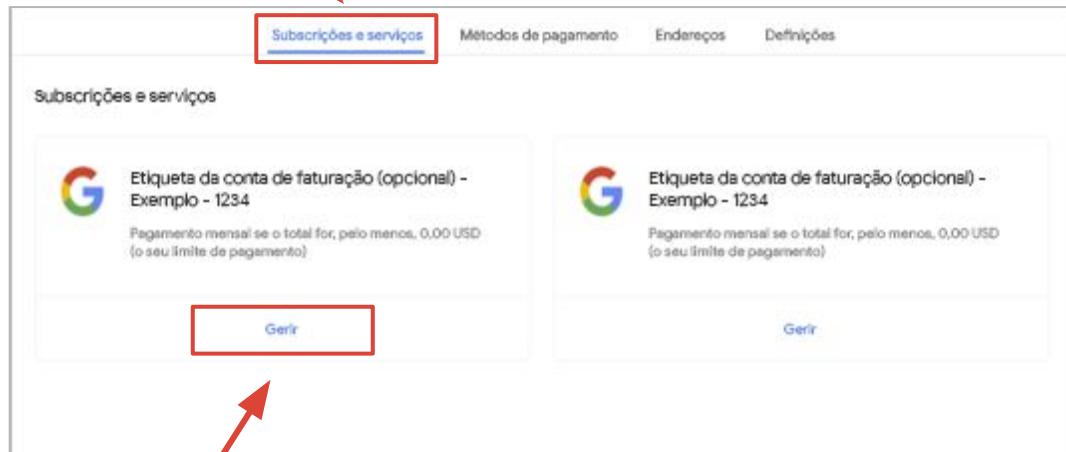 Subscrições e serviços Métodos de pagamento Endereços Definições
Subscrições e serviços
Etiqueta da conta de faturação (opcional) -
Exemplo - 1234
Pagamento mensal se o total for, pelo menos, 0,00 USD
(o seu limite de pagamento)
Gerir
Etiqueta da conta de faturação (opcional) -
Exemplo - 1234
Pagamento mensal se o total for, pelo menos, 0,00 USD
(o seu limite de pagamento)
Gerir